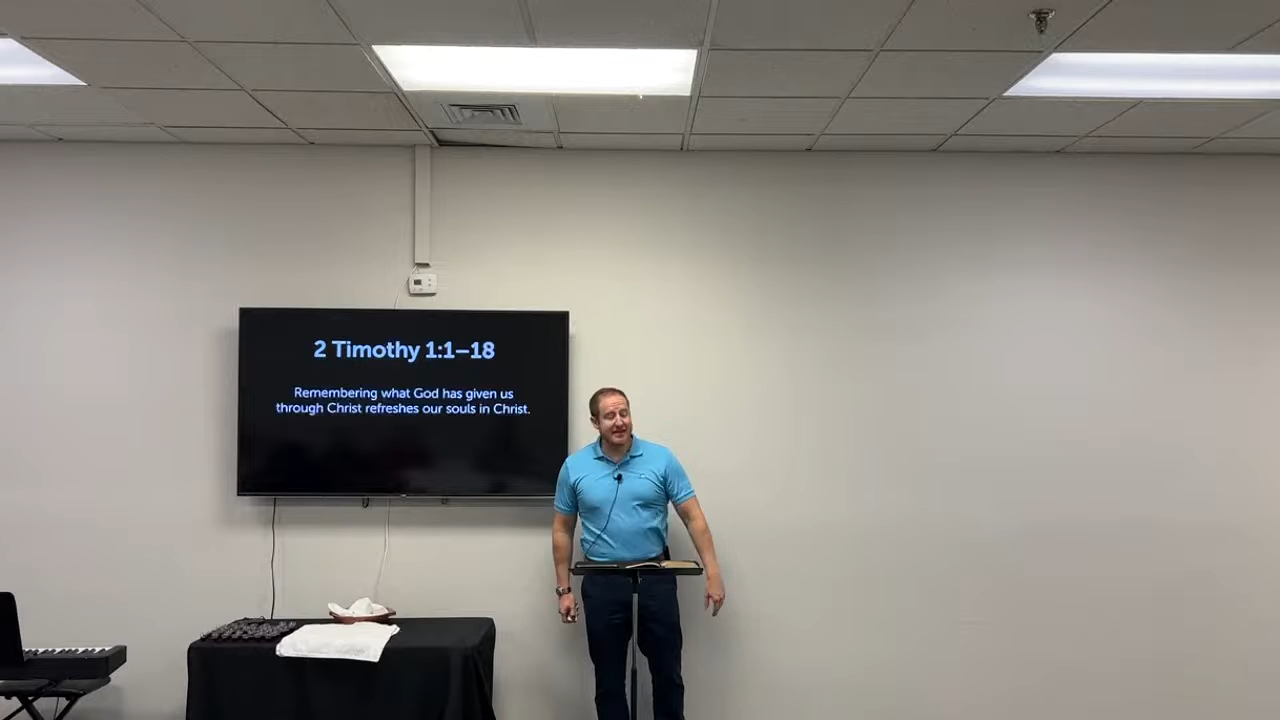 2 Timothy 1:1–18
Remembering what God has given us
through Christ refreshes our souls in Christ.